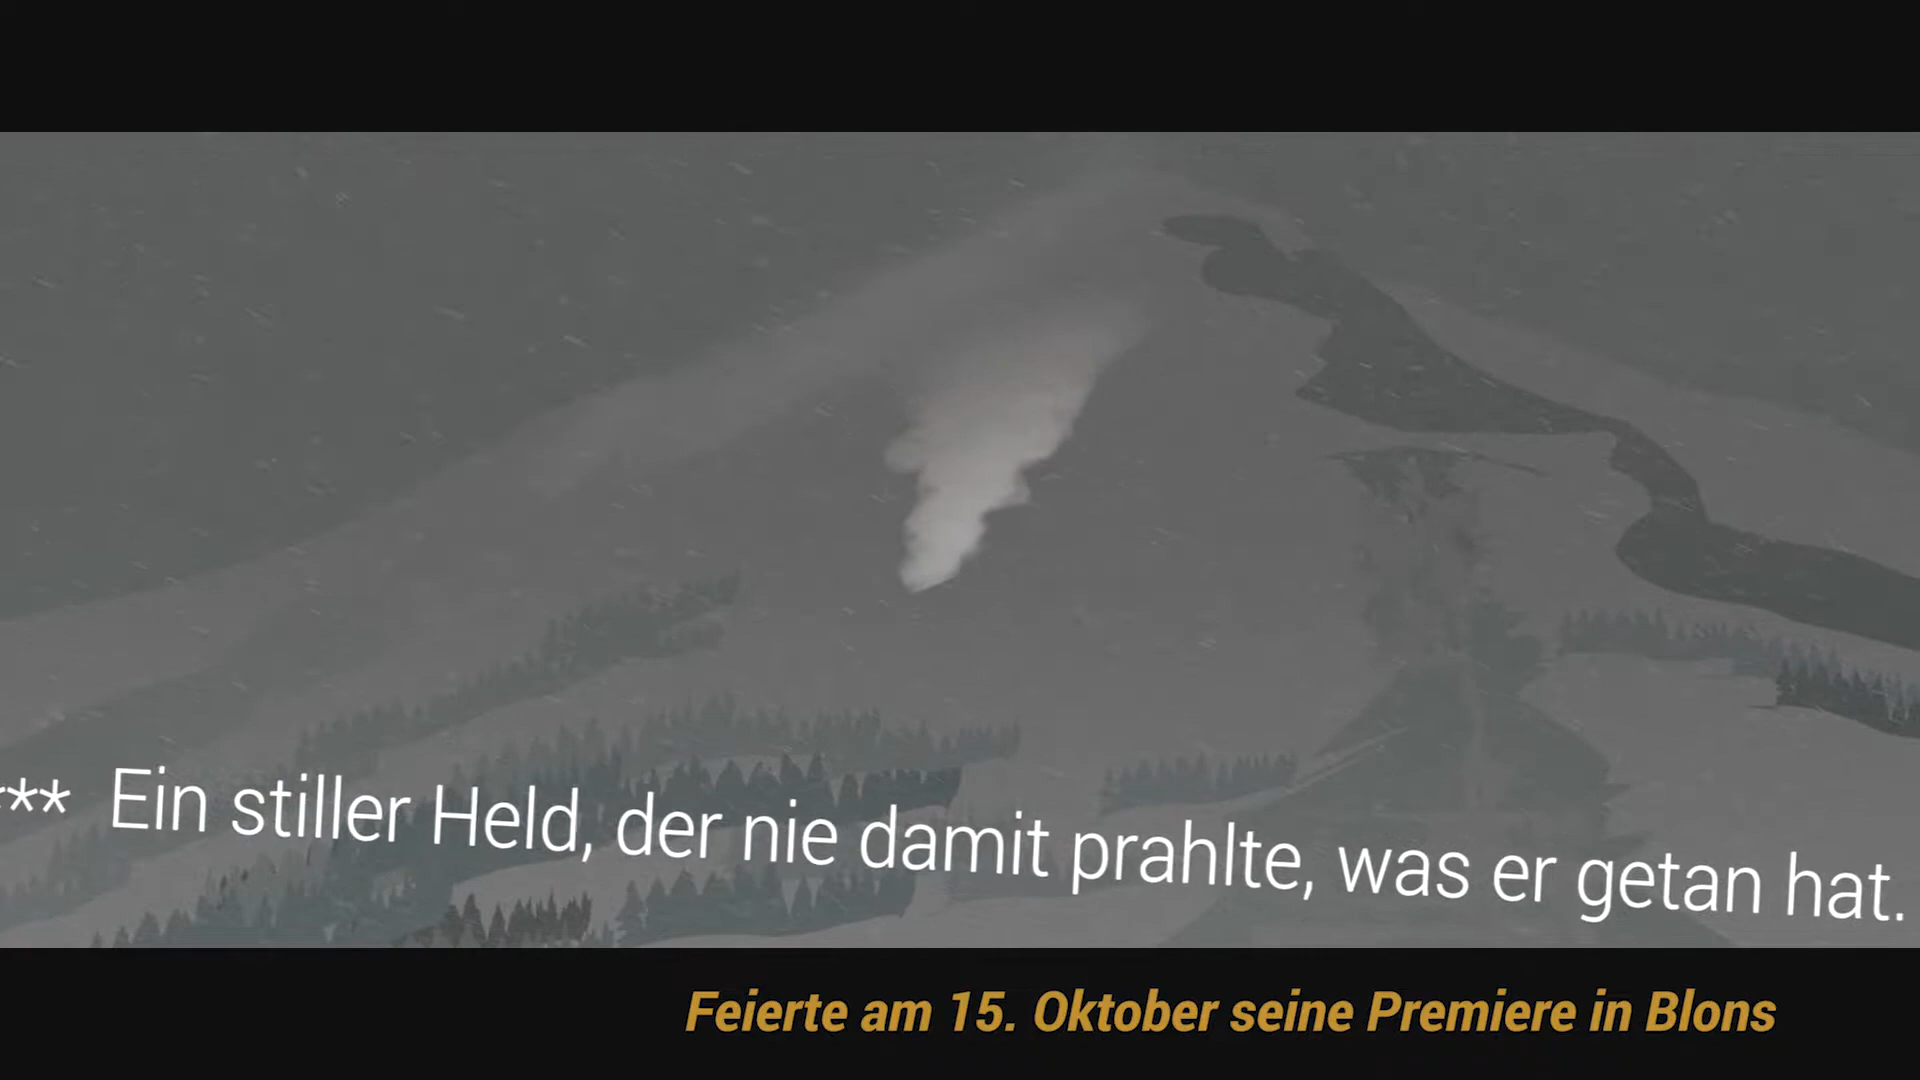 *** Ein stiller Held, der nie damit prahlte, was er getan hat.
Feierte am 15. Oktober seine Premiere in Blons